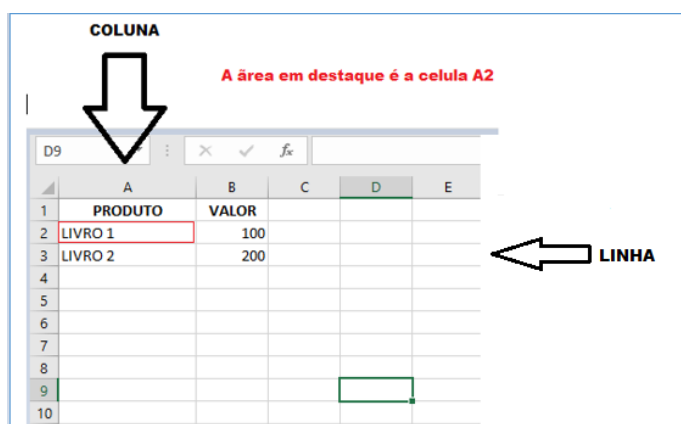 COLUNA
A ãrea em destaque é a celula A2
D9 fx
A B C D E
1 PRODUTO VALOR
2 LIVRO 1 100
3 LIVRO 2 200
LINHA
4
5
6
7
8
9
10